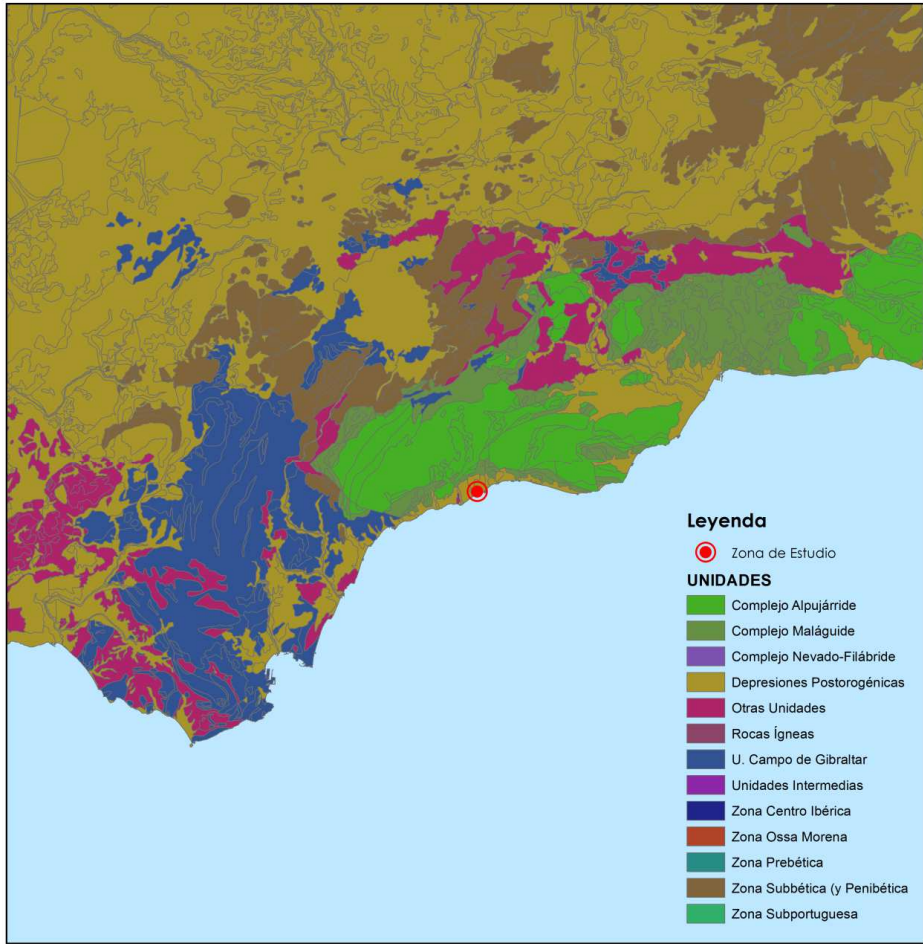 Leyenda
Zona de Estudio
UNIDADES
Complejo Alpujárride
Complejo Maláguide
Complejo Nevado-Filábride
Depresiones Postorogénicas
Otras Unidades
Rocas Ígneas
U. Campo de Gibraltar
Unidades Intermedias
Zona Centro Ibérica
Zona Ossa Morena
Zona Prebética
Zona Subbética (y Penibética
Zona Subportuguesa